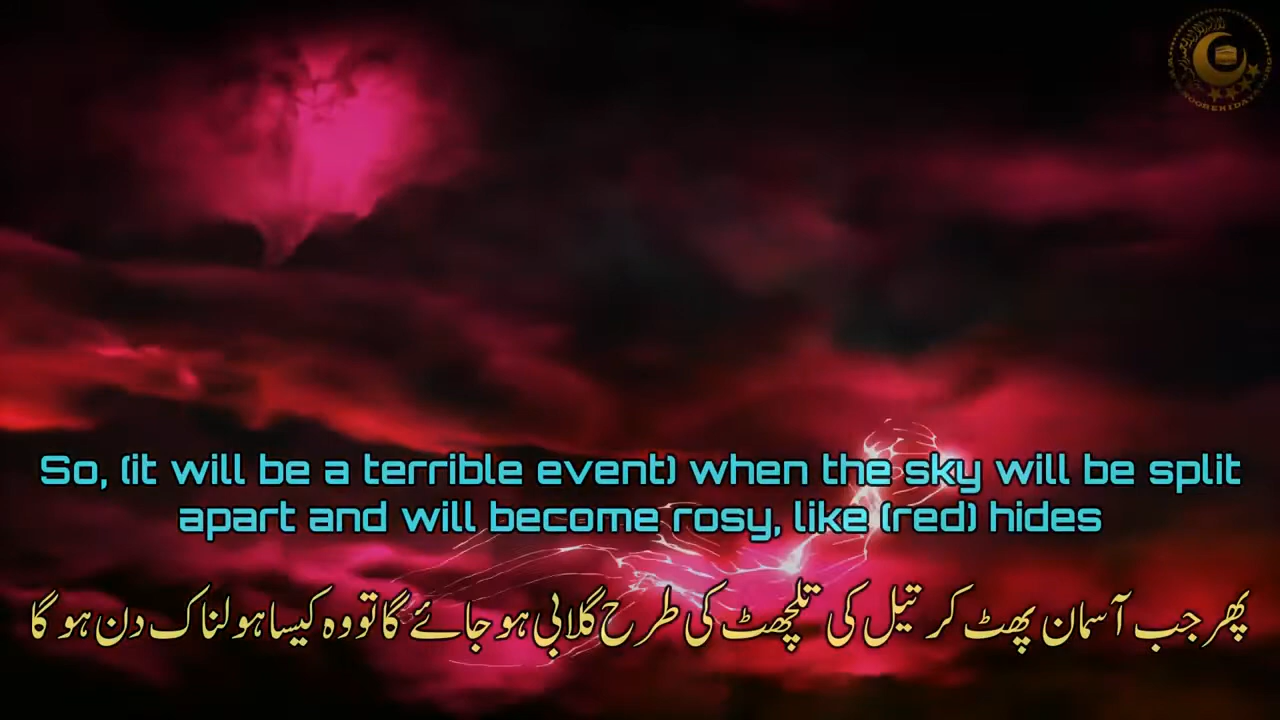 So, (it will be a terrible event) when the sky will be split
apart and will become rosy, like (red) hides
پھر جب آسمان پھٹ کر تیل کی تلچھٹ کی طرح گلابی ہو جائے گا تو وہ کیسا ہولناک دن ہو گا